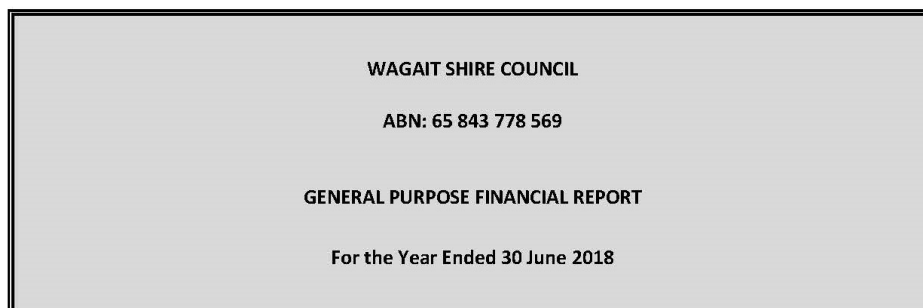 WAGAIT SHIRE COUNCIL
ABN: 65 843 778 569
GENERAL PURPOSE FINANCIAL REPORT
For the Year Ended 30 June 2018